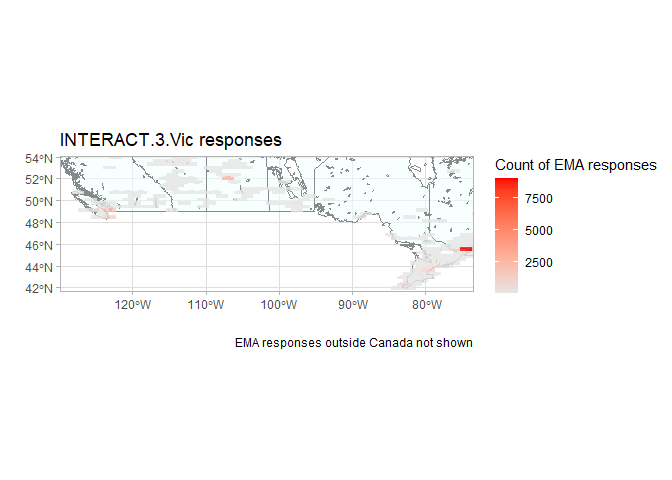 INTERACT.3.Vic responses
54°N
52°N
50°N
48°N
46°N
44°N
42°N
120°W
110°W
100°W
90°W
80°W
Count of EMA responses
7500
5000
2500
EMA responses outside Canada not shown